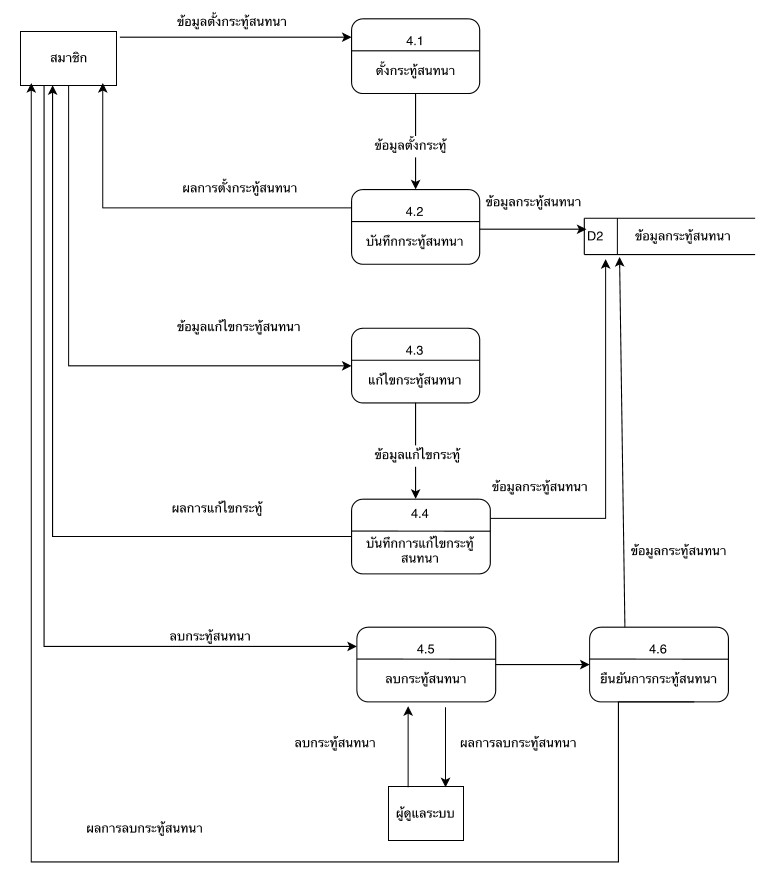 ข้อมูลตั้งกระทู้สนทนา
สมาชิก
4.1
ตั้งกระทู้สนทนา
ข้อมูลตั้งกระทู้
ผลการตั้งกระทู้สนทนา
4.2
บันทึกกระทู้สนทนา
ข้อมูลกระทู้สนทนา
D2
ข้อมูลกระทู้สนทนา
ข้อมูลแก้ไขกระทู้สนทนา
4.3
แก้ไขกระทู้สนทนา
ข้อมูลแก้ไขกระทู้
ข้อมูลกระทู้สนทนา
ผลการแก้ไขกระทู้
4.4
บันทึกการแก้ไขกระทู้
สนทนา
ข้อมูลกระทู้สนทนา
ลบกระทู้สนทนา
4.5
ลบกระทู้สนทนา
4.6
ยืนยันการกระทู้สนทนา
ลบกระทู้สนทนา
ผลการลบกระทู้สนทนา
ผู้ดูแลระบบ
ผลการลบกระทู้สนทนา